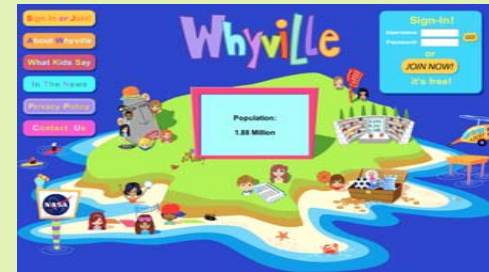 Sign In or Join!
About Whyville
What Kids Say
In The News
Privacy Policy
Contact Us
Whyville
Population:
1.88 Million
Sign-In!
Username
Password
GO!
or
JOIN NOW!
it's free!
NASA